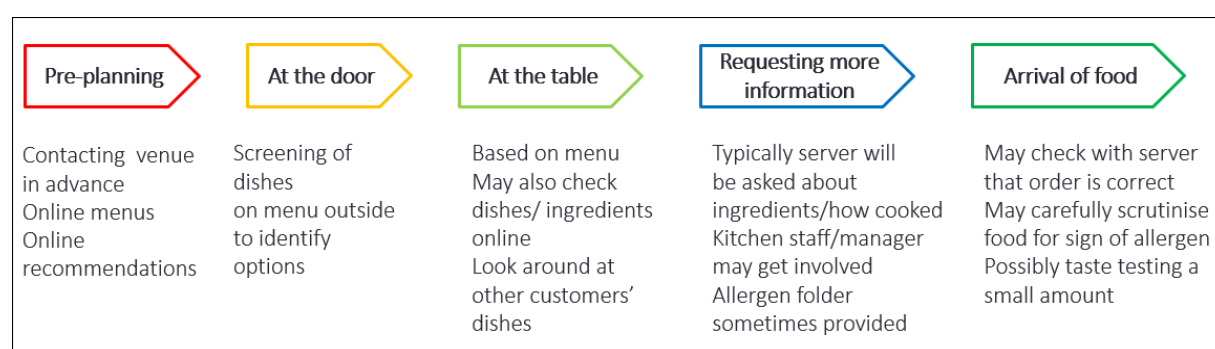 Pre-planning
At the door
At the table
Requesting more
information
Arrival of food
Contacting venue
in advance
Online menus
Online
recommendations
Screening of
dishes
on menu outside
to identify
options
Based on menu
May also check
dishes/ ingredients
online
Look around at
other customers’
dishes
Typically server will
be asked about
ingredients/how cooked
Kitchen staff/manager
may get involved
Allergen folder
sometimes provided
May check with server
that order is correct
May carefully scrutinise
food for sign of allergen
Possibly taste testing a
small amount